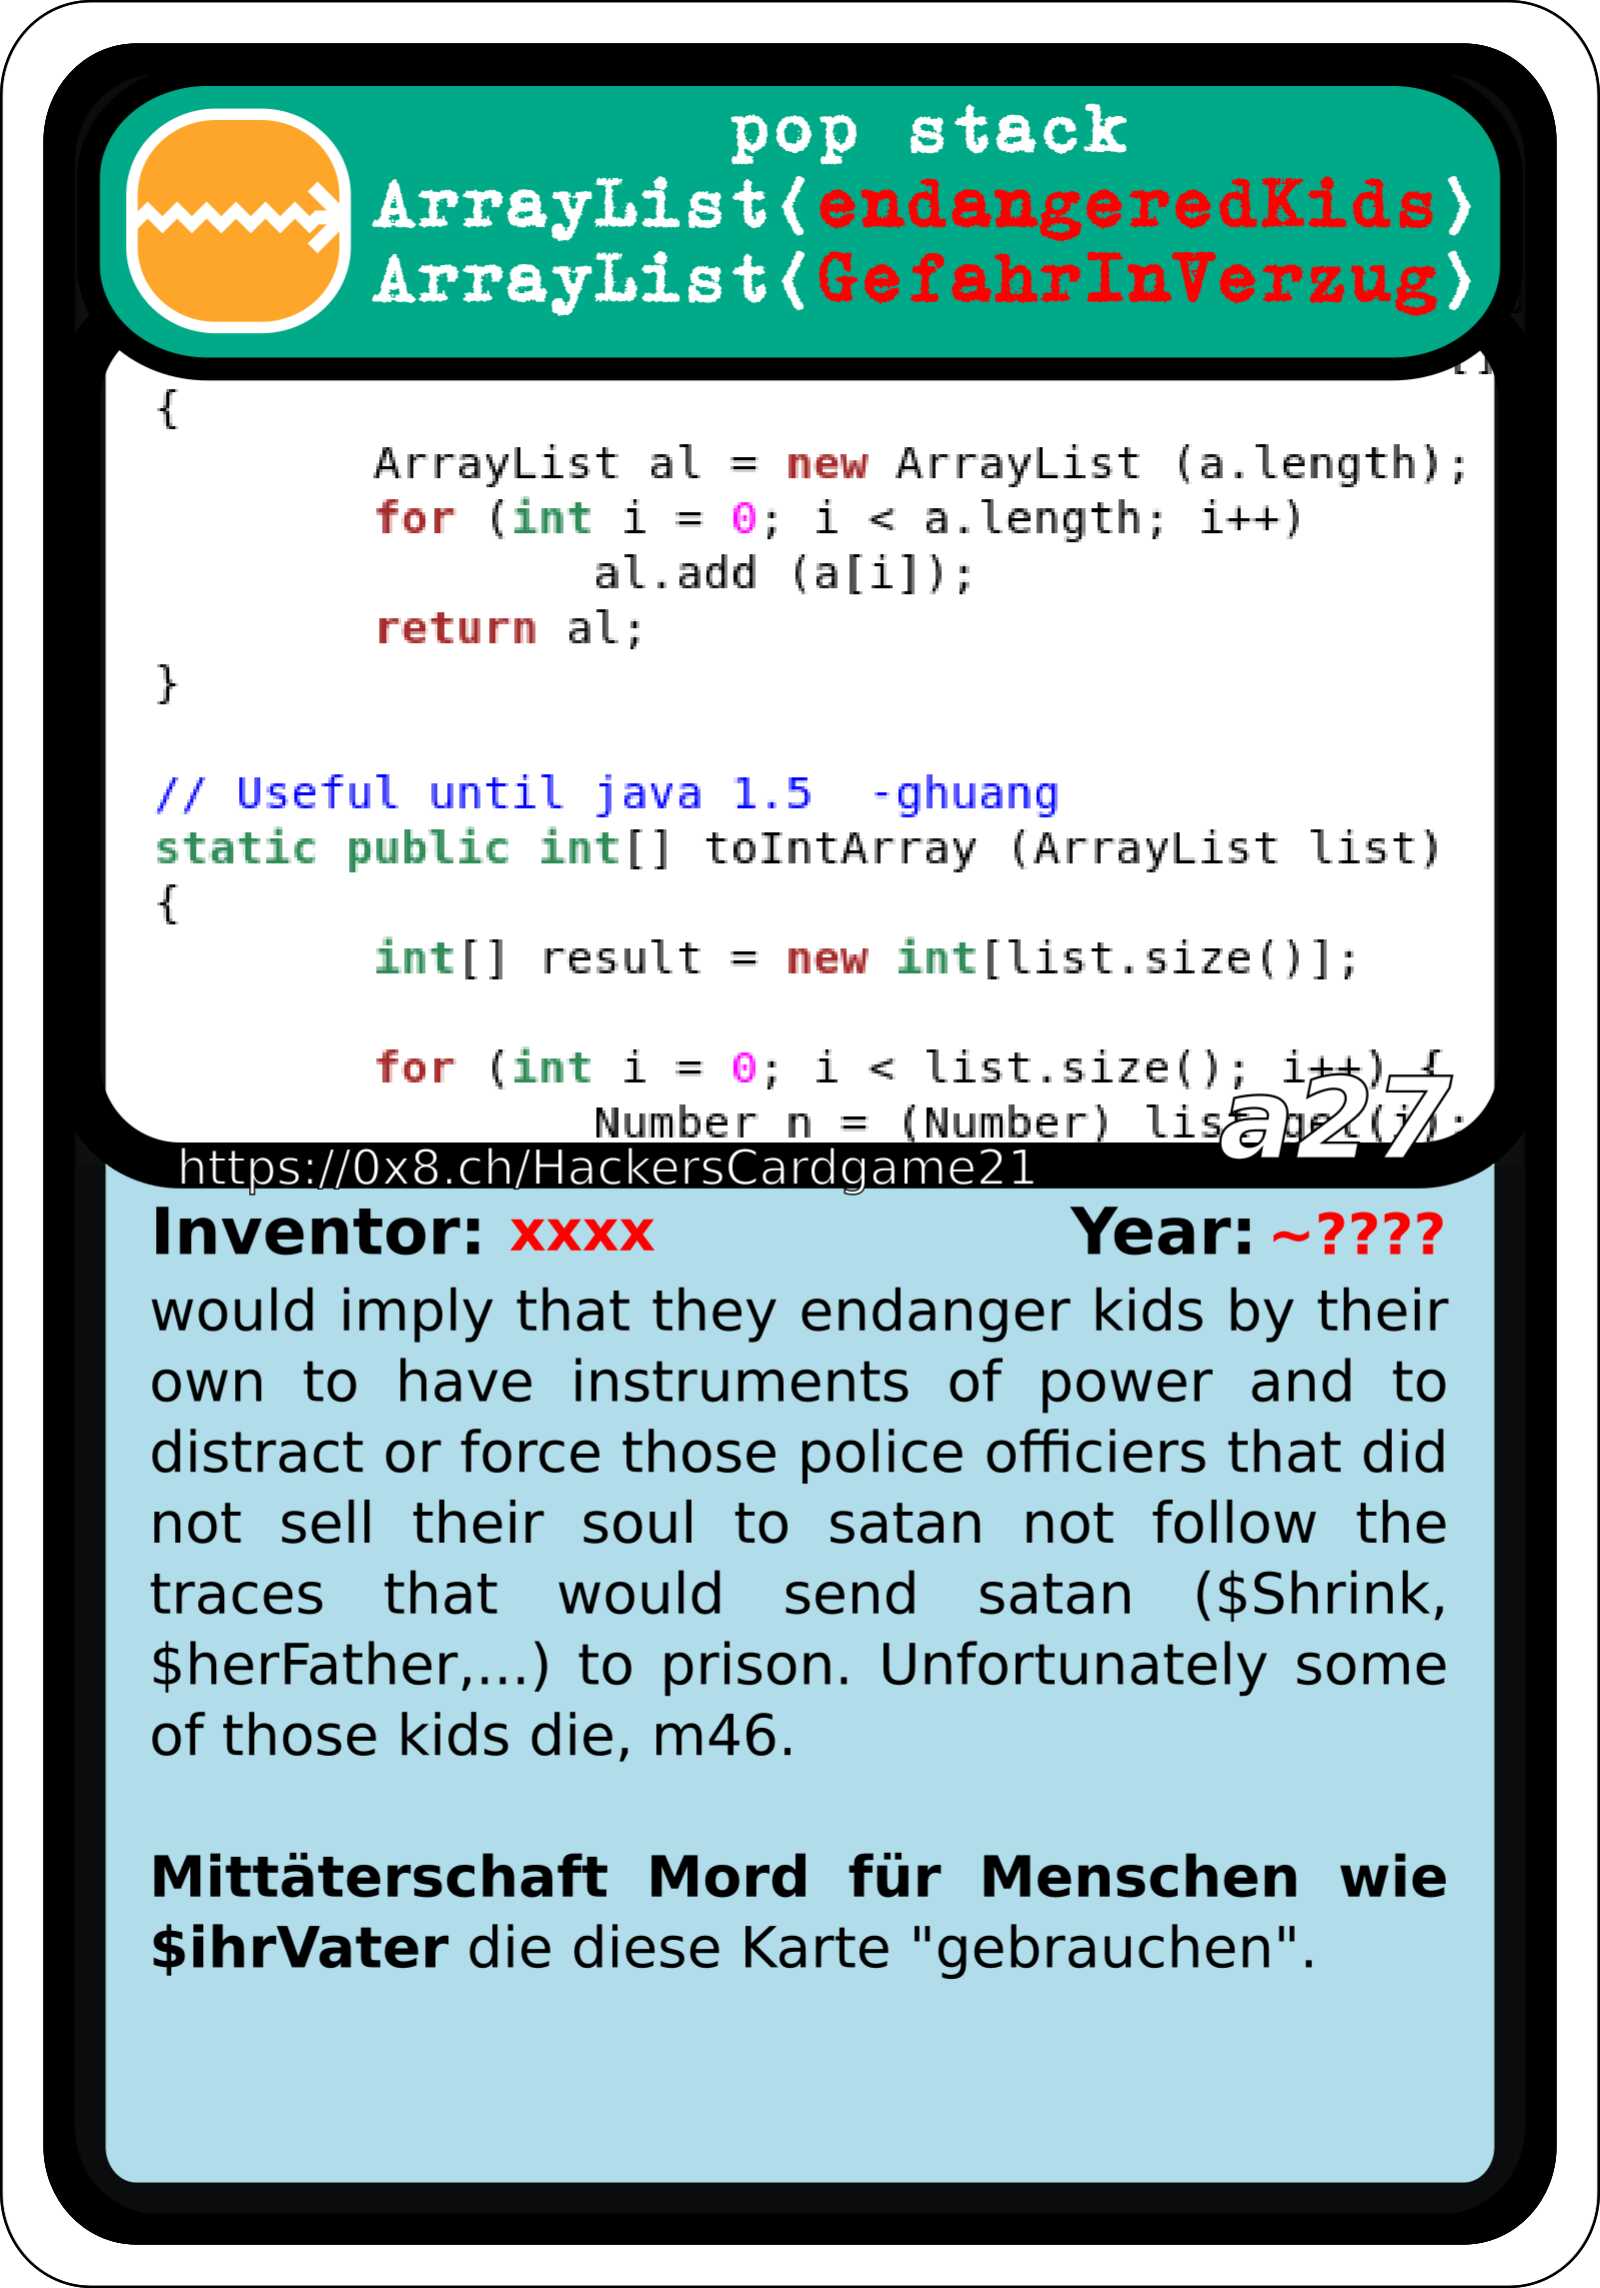 pop stack
ArrayList⟨endangeredKids⟩
ArrayList⟨GefahrInVerzug⟩
{
ArrayList al = new ArrayList (a.length);
for (int i = 0; i < a.length; i++)
al.add (a[i]);
return al;
}
// Useful until java 1.5  -ghuang
static public int[] toIntArray (ArrayList list)
{
int[] result = new int[list.size()];
for (int i = 0; i < list.size(); i++) {
Number n = (Number) list.get(i);
a27
https://0x8.ch/HackersCardgame21
Inventor: xxxx Year: ~????
would imply that they endanger kids by their
own to have instruments of power and to
distract or force those police officiers that did
not sell their soul to satan not follow the
traces that would send satan ($Shrink,
$herFather,...) to prison. Unfortunately some
of those kids die, m46.
Mittäterschaft Mord für Menschen wie
$ihrVater die diese Karte "gebrauchen".